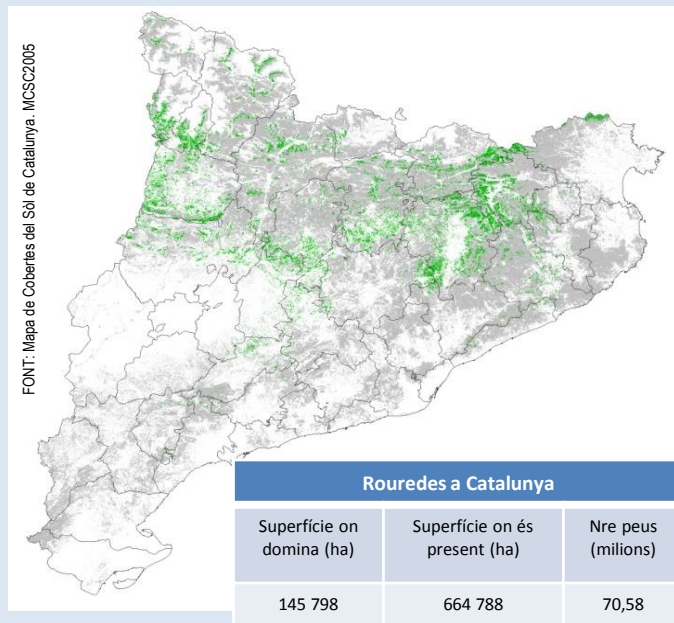 FONT: Mapa de Cobertes del Sòl de Catalunya. MCSC2005
Rouredes a Catalunya
Superfície on
domina (ha)
Superfície on és
present (ha)
Nre peus
(milions)
145 798
664 788
70,58